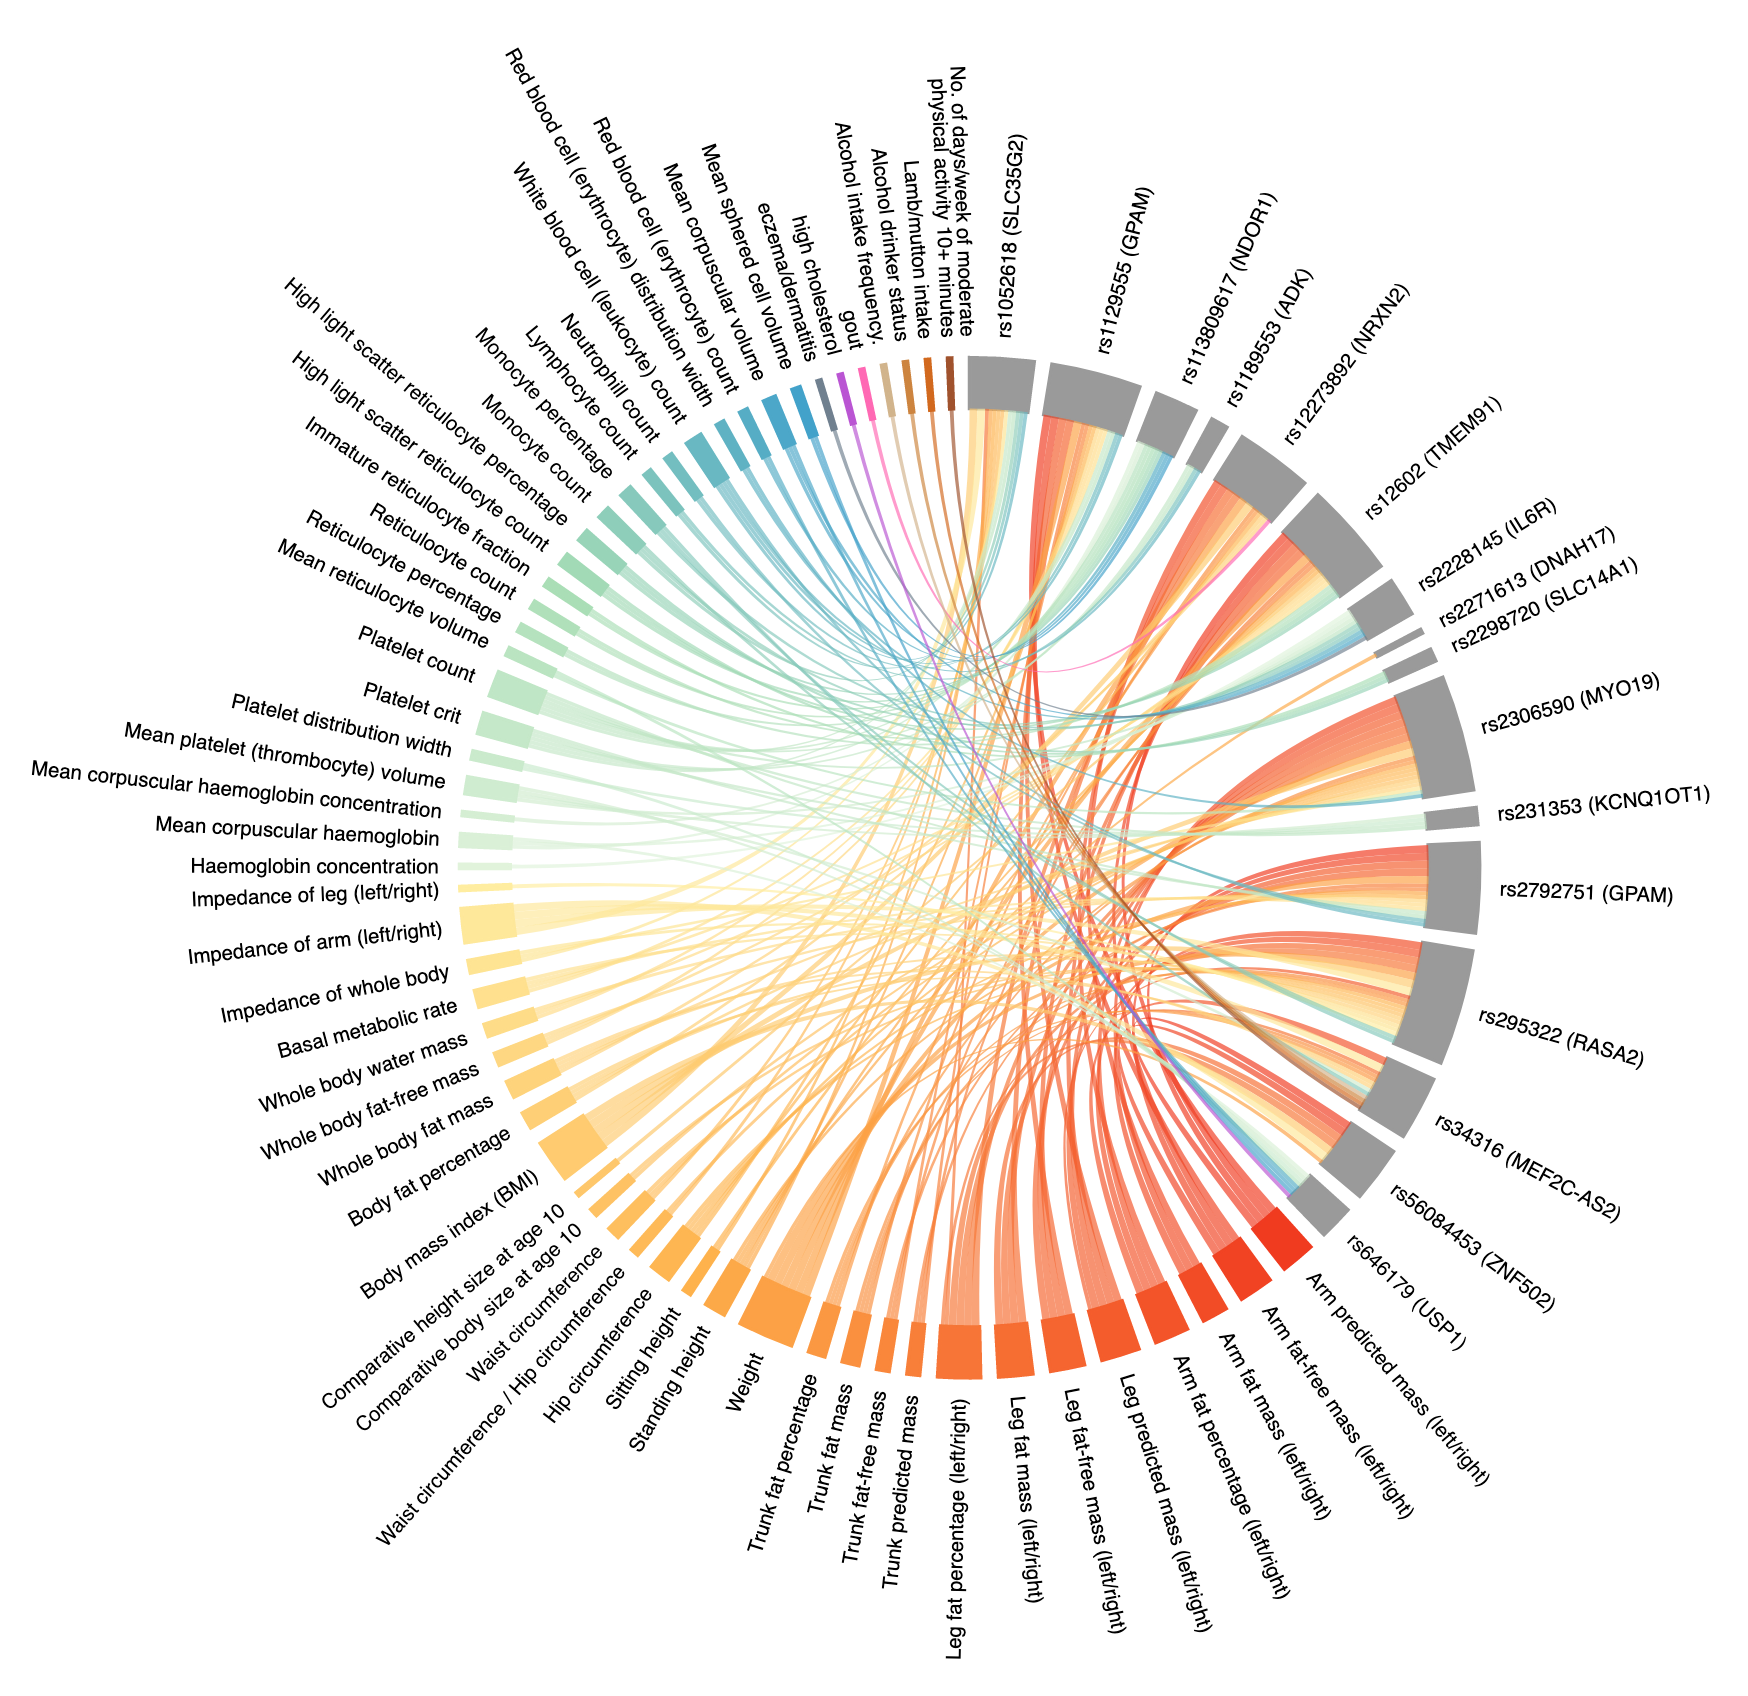 No. of days/week of moderate
physical activity 10+ minutes
rs1052618 (SLC35G2)
rs1129555 (GPAM)
rs113809617 (NDOR1)
rs1189553 (ADK)
rs12273892 (NRXN2)
rs12602 (TMEM91)
rs2228145 (IL6R)
rs2271613 (DNAH17)
rs2298720 (SLC14A1)
rs2306590 (MYO19)
rs231353 (KCNQ1OT1)
rs2792751 (GPAM)
rs295322 (RASA2)
rs34316 (MEF2C-AS2)
rs56084453 (ZNF502)
rs646179 (USP1)
Arm predicted mass (left/right)
Arm fat-free mass (left/right)
Arm fat mass (left/right)
Arm fat percentage (left/right)
Leg predicted mass (left/right)
Leg fat-free mass (left/right)
Leg fat mass (left/right)
Leg fat percentage (left/right)
Trunk predicted mass
Trunk fat-free mass
Trunk fat mass
Trunk fat percentage
Weight
Standing height
Sitting height
Hip circumference
Waist circumference / Hip circumference
Waist circumference
Comparative body size at age 10
Comparative height size at age 10
Body mass index (BMI)
Body fat percentage
Whole body fat mass
Whole body fat-free mass
Whole body water mass
Basal metabolic rate
Impedance of whole body
Impedance of arm (left/right)
Impedance of leg (left/right)
Haemoglobin concentration
Mean corpuscular haemoglobin
Mean corpuscular haemoglobin concentration
Mean platelet (thrombocyte) volume
Platelet distribution width
Platelet crit
Platelet count
Mean reticulocyte volume
Reticulocyte percentage
Reticulocyte count
Immature reticulocyte fraction
High light scatter reticulocyte count
High light scatter reticulocyte percentage
Monocyte count
Monocyte percentage
Lymphocyte count
Neutrophill count
White blood cell (leukocyte) count
Red blood cell (erythrocyte) distribution width
Red blood cell (erythrocyte) count
Mean corpuscular volume
Mean sphered cell volume
eczema/dermatitis
high cholesterol
gout
Alcohol intake frequency.
Alcohol drinker status
Lamb/mutton intake